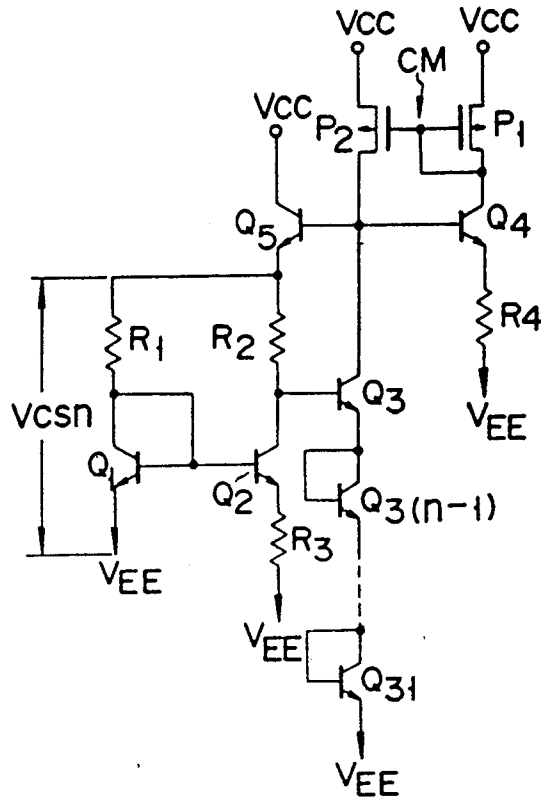 VCC
VCC
CM
VCC
P2
P1
Q5
Q4
R4
R1
R2
VCSn
Q3
VEE
Q1
Q2
Q3(n-1)
R3
VEE
VEE
Q31
VEE